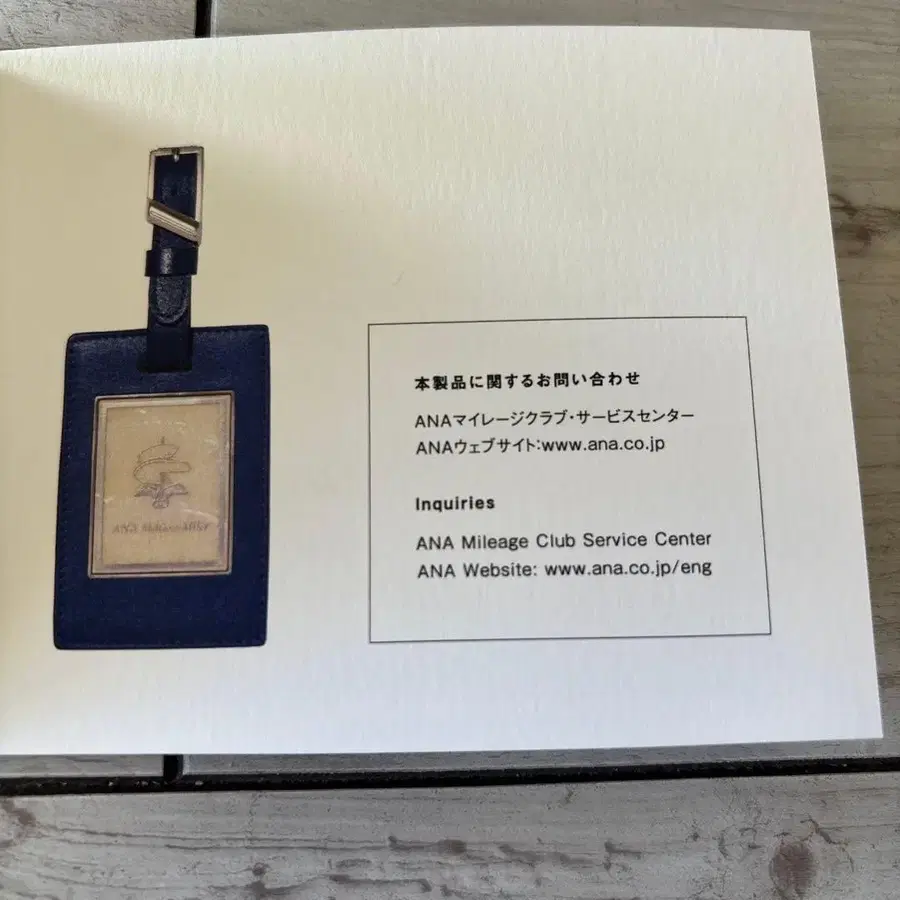 本製品に関するお問い合わせ
ANAマイレージクラブ・サービスセンター
ANAウェブサイト:www.ana.co.jp
Inquiries
ANA Mileage Club Service Center
ANA Website: www.ana.co.jp/eng